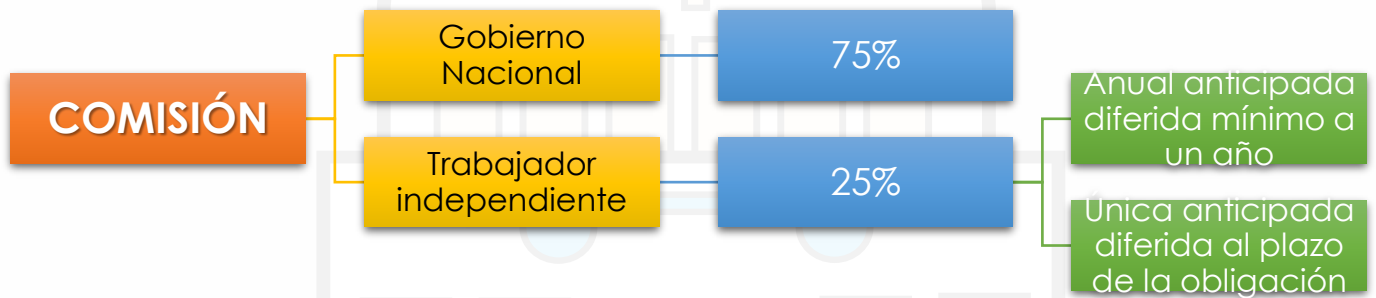 COMISIÓN
Gobierno
Nacional
75%
Trabajador
independiente
25%
Anual anticipada
diferida mínimo a
un año
Única anticipada
diferida al plazo
de la obligación